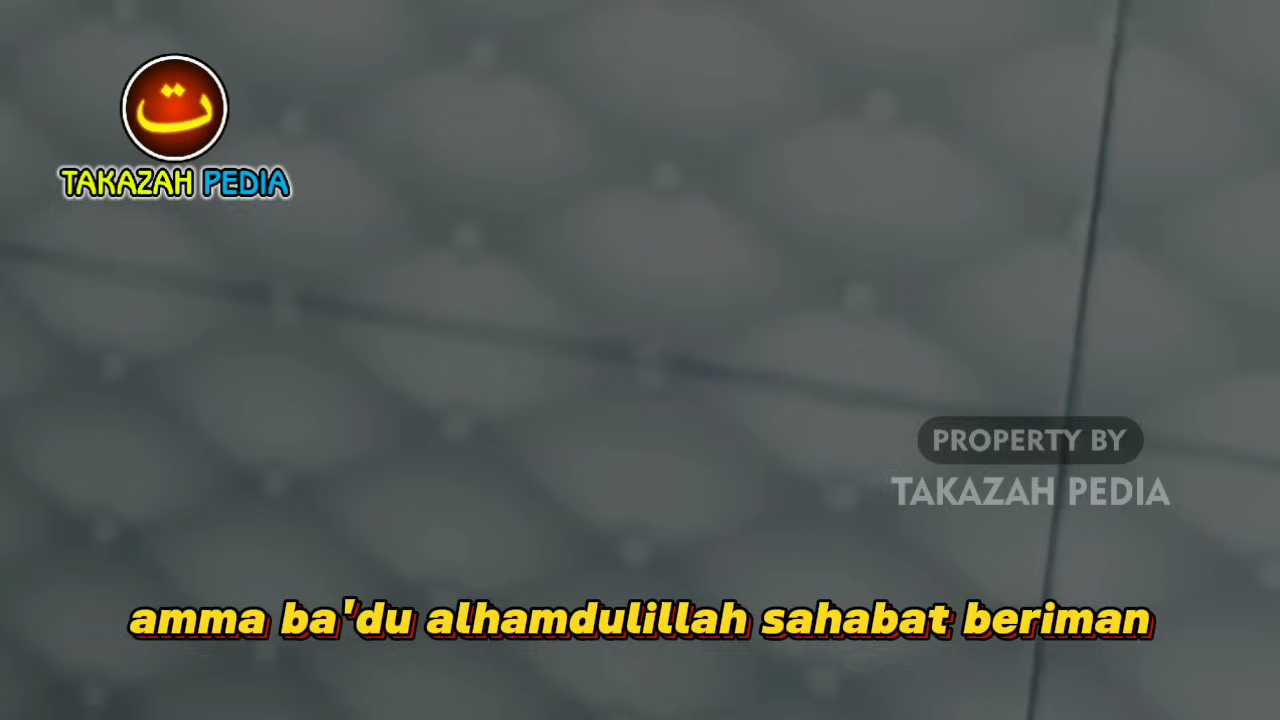 ت
TAKAZAH PEDIA
PROPERTY BY
TAKAZAH PEDIA
amma ba'du alhamdulillah sahabat beriman